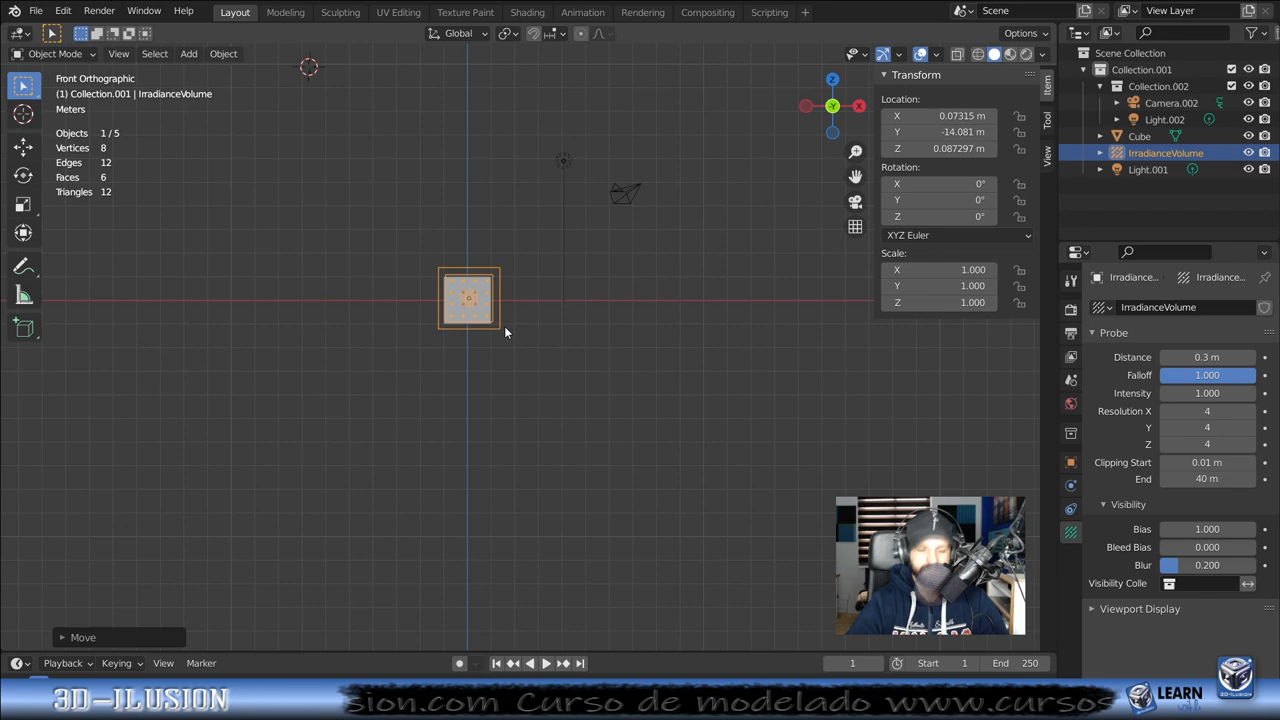 File Edit Render Window Help Layout Modeling Sculpting UV Editing Texture Paint Shading Animation Rendering Compositing Scripting + Scene View Layer
Global Options
Object Mode View Select Add Object
Front Orthographic
(1) Collection.001 | IrradianceVolume
Meters
Objects 1 / 5
Vertices 8
Edges 12
Faces 6
Triangles 12
Z
X
-Y
Transform
Location:
X 0.07315 m
Y -14.081 m
Z 0.087297 m
Rotation:
X 0°
Y 0°
Z 0°
XYZ Euler
Scale:
X 1.000
Y 1.000
Z 1.000
Item
Tool
View
Scene Collection
Collection.001
Collection.002
Camera.002
Light.002
Cube
IrradianceVolume
Light.001
Irradiance... Irradiance...
IrradianceVolume
Probe
Distance 0.3 m
Falloff 1.000
Intensity 1.000
Resolution X 4
Y 4
Z 4
Clipping Start 0.01 m
End 40 m
Visibility
Bias 1.000
Bleed Bias 0.000
Blur 0.200
Visibility Colle
Viewport Display
Move
Playback Keying View Marker 1 Start 1 End 250
3D-ILUSION sion.com Curso de modelado www.cursos LEARN
3D-ILUSION